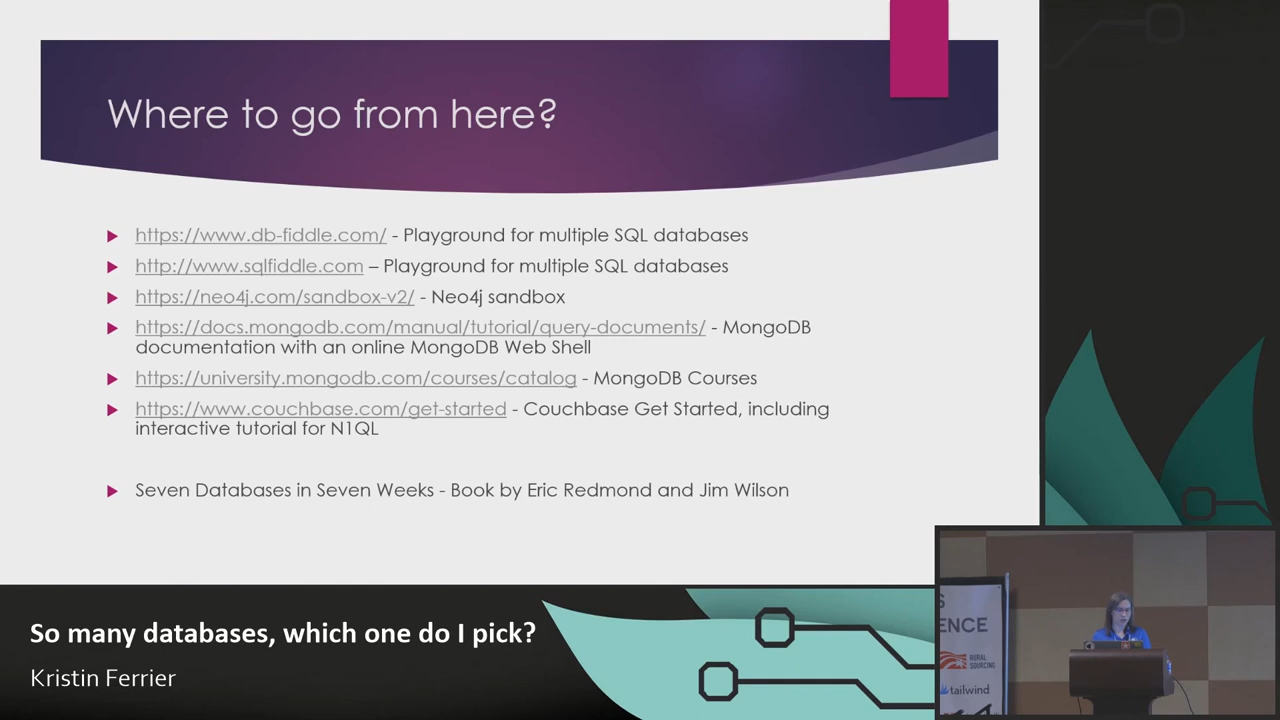 Where to go from here?
https://www.db-fiddle.com/ - Playground for multiple SQL databases
http://www.sqlfiddle.com – Playground for multiple SQL databases
https://neo4j.com/sandbox-v2/ - Neo4j sandbox
https://docs.mongodb.com/manual/tutorial/query-documents/ - MongoDB
documentation with an online MongoDB Web Shell
https://university.mongodb.com/courses/catalog - MongoDB Courses
https://www.couchbase.com/get-started - Couchbase Get Started, including
interactive tutorial for N1QL
Seven Databases in Seven Weeks - Book by Eric Redmond and Jim Wilson
So many databases, which one do I pick?
Kristin Ferrier
S
ENCE
RURAL
SOURCING
tailwind